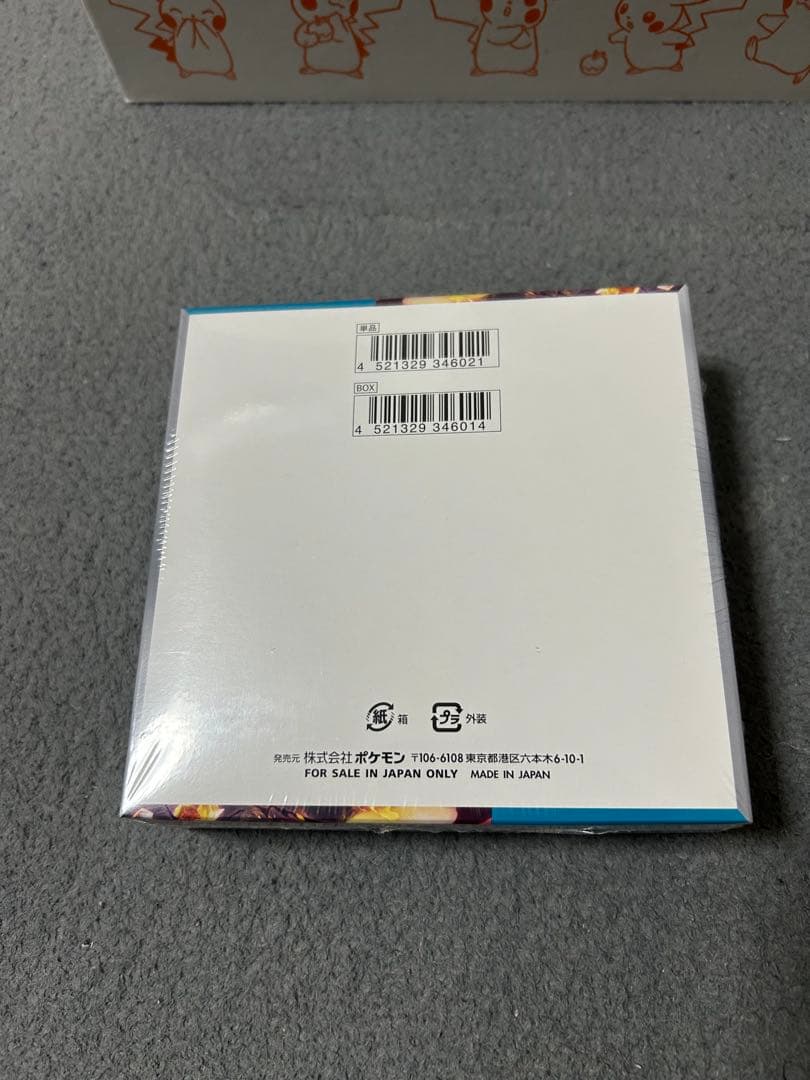 単品
4 521329 346021
BOX
4 521329 346014
紙 箱 プラ 外装
発売元 株式会社 ポケモン 〒106-6108 東京都港区六本木6-10-1
FOR SALE IN JAPAN ONLY MADE IN JAPAN